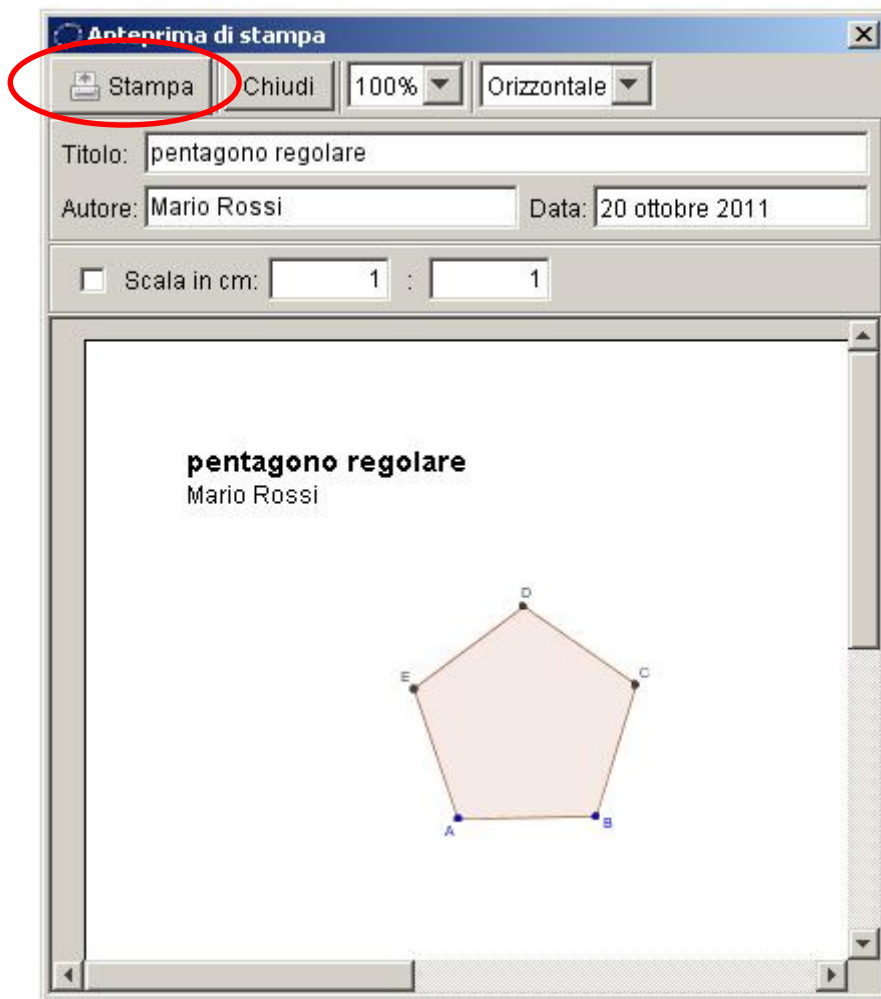 Anteprima di stampa
Stampa Chiudi 100% Orizzontale
Titolo: pentagono regolare
Autore: Mario Rossi Data: 20 ottobre 2011
Scala in cm: 1 : 1
pentagono regolare
Mario Rossi
D
E C
A B